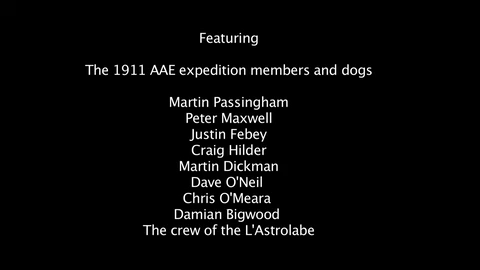 Featuring
The 1911 AAE expedition members and dogs
Martin Passingham
Peter Maxwell
Justin Febey
Craig Hilder
Martin Dickman
Dave O'Neil
Chris O'Meara
Damian Bigwood
The crew of the L'Astrolabe